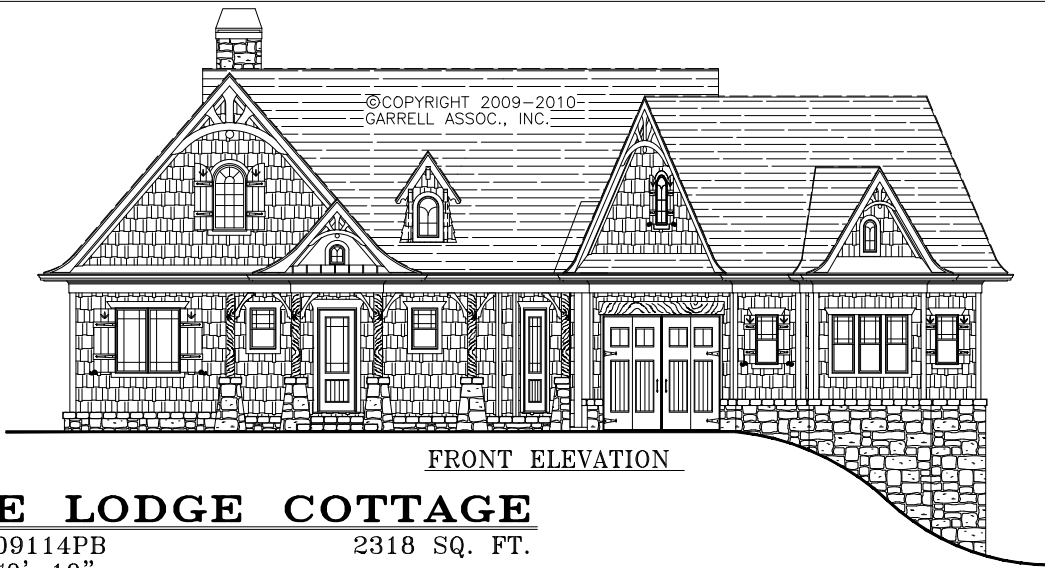 ©COPYRIGHT 2009-2010
GARRELL ASSOC., INC.
FRONT ELEVATION
E LODGE COTTAGE
09114PB 2318 SQ. FT.